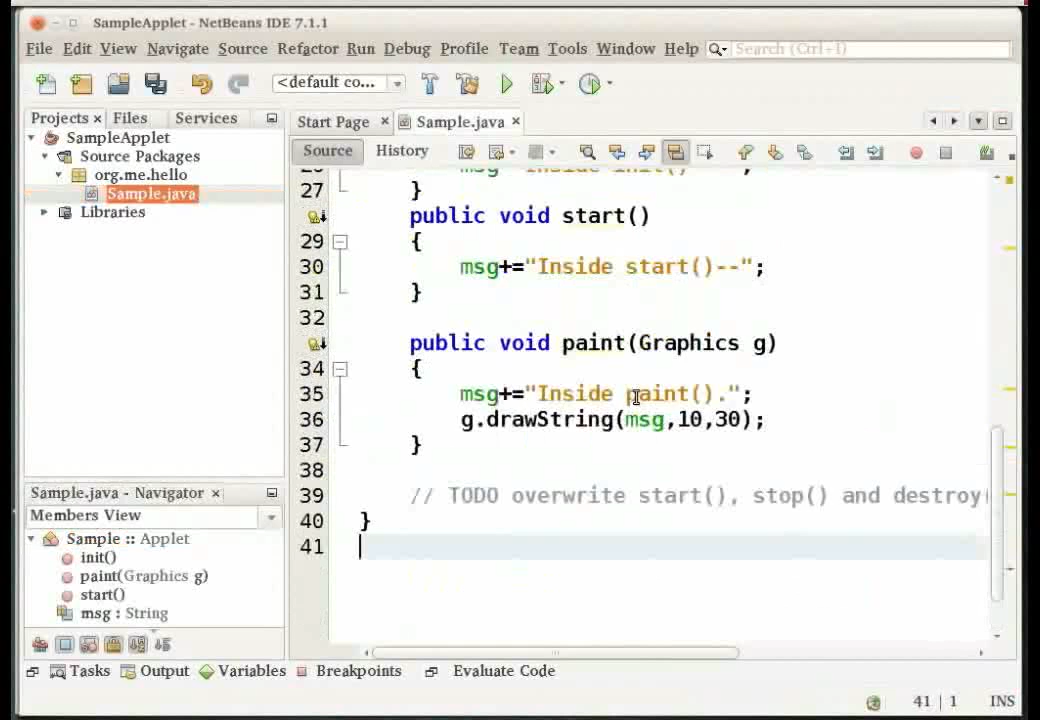 SampleApplet - NetBeans IDE 7.1.1
File Edit View Navigate Source Refactor Run Debug Profile Team Tools Window Help Search (Ctrl+I)
<default co...
Projects Files Services
Start Page Sample.java
SampleApplet
Source Packages
org.me.hello
Sample.java
Libraries
Source History
27 }
public void start()
29 {
30 msg+="Inside start()--";
31 }
32
public void paint(Graphics g)
34 {
35 msg+="Inside paint().";
36 g.drawString(msg,10,30);
37 }
38
39 // TODO overwrite start(), stop() and destroy(
40 }
41
Sample.java - Navigator
Members View
Sample :: Applet
init()
paint(Graphics g)
start()
msg : String
Tasks Output Variables Breakpoints Evaluate Code
41 | 1 INS